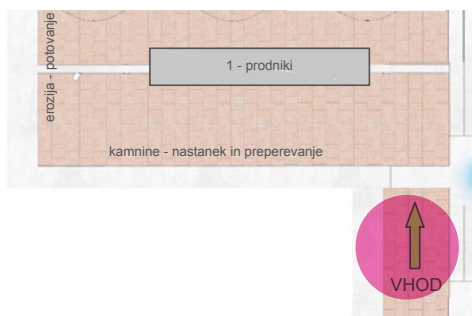 erozija - potovanje
1 - prodniki
kamnine - nastanek in preperevanje
VHOD